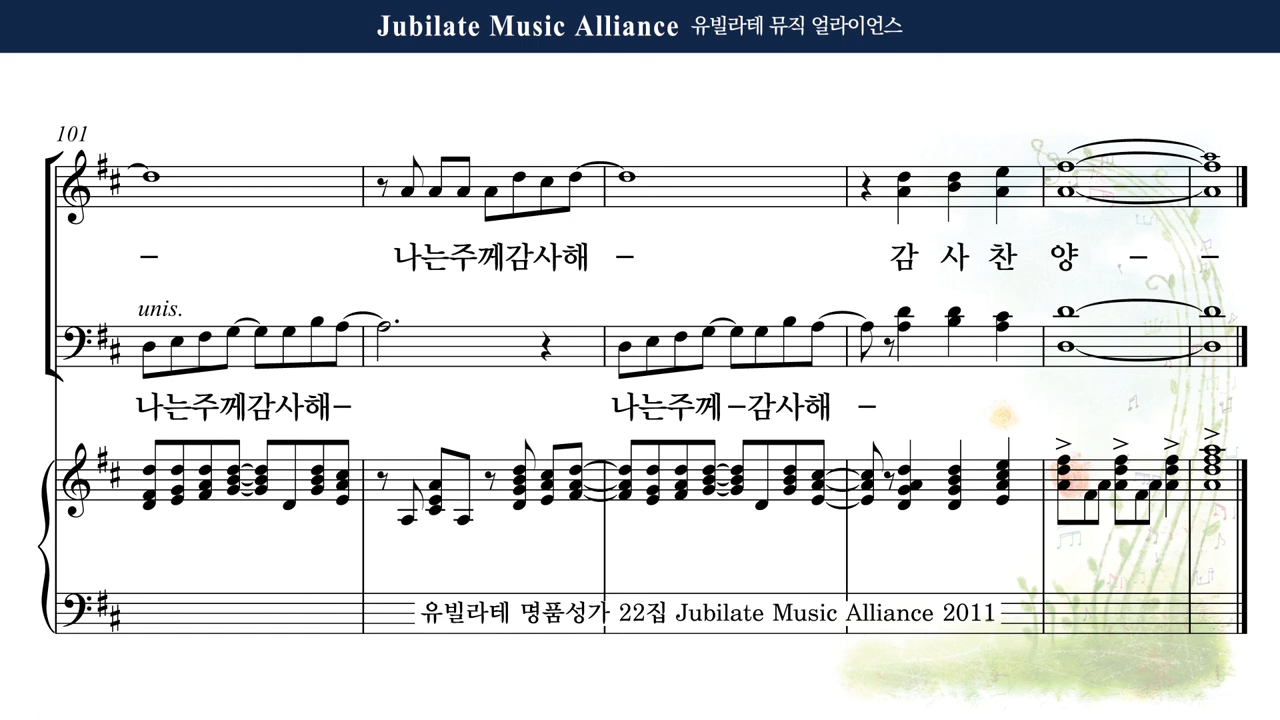 Jubilate Music Alliance 유빌라테 뮤직 얼라이언스
101
– 나는주께감사해 – 감 사 찬 양 – –
unis.
나는주께감사해– 나는주께–감사해 –
유빌라테 명품성가 22집 Jubilate Music Alliance 2011